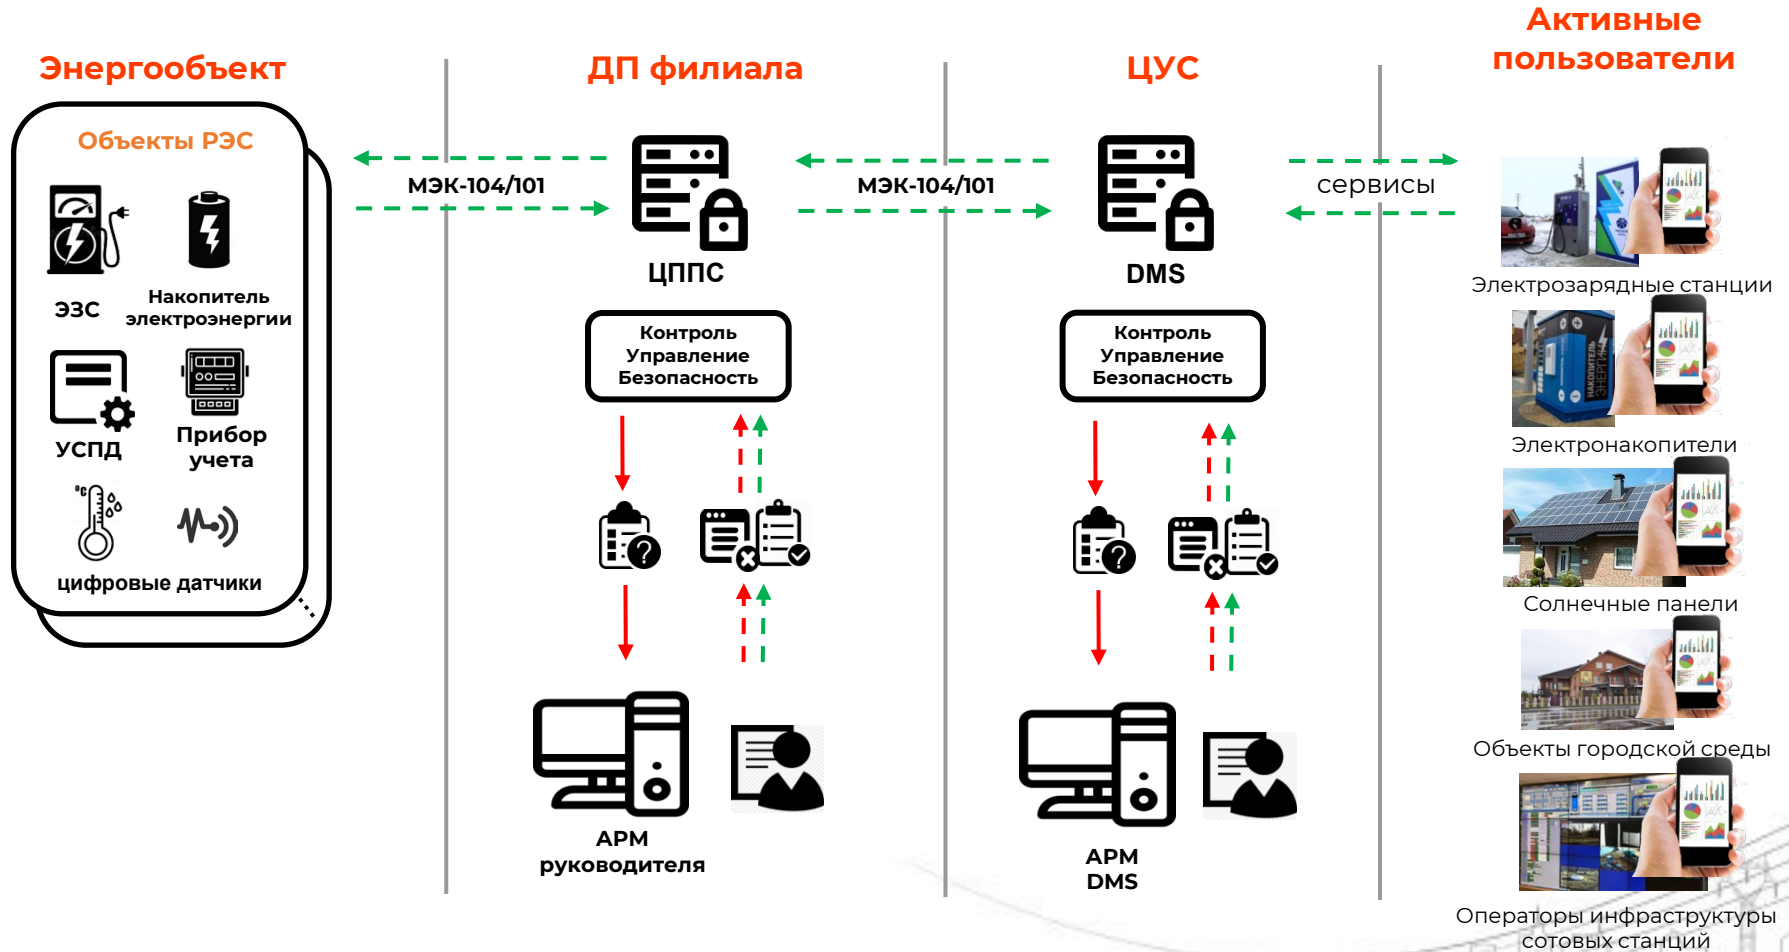 Энергообъект
Объекты РЭС
ЭЗС
Накопитель
электроэнергии
УСПД
Прибор
учета
°C
цифровые датчики
МЭК-104/101
ДП филиала
ЦППС
Контроль
Управление
Безопасность
?
АРМ
руководителя
МЭК-104/101
ЦУС
DMS
Контроль
Управление
Безопасность
?
АРМ
DMS
сервисы
Активные
пользователи
Электрозарядные станции
НАКОПИТЕЛЬ
ЭНЕРГИИ
Электронакопители
Солнечные панели
Объекты городской среды
Операторы инфраструктуры
сотовых станций